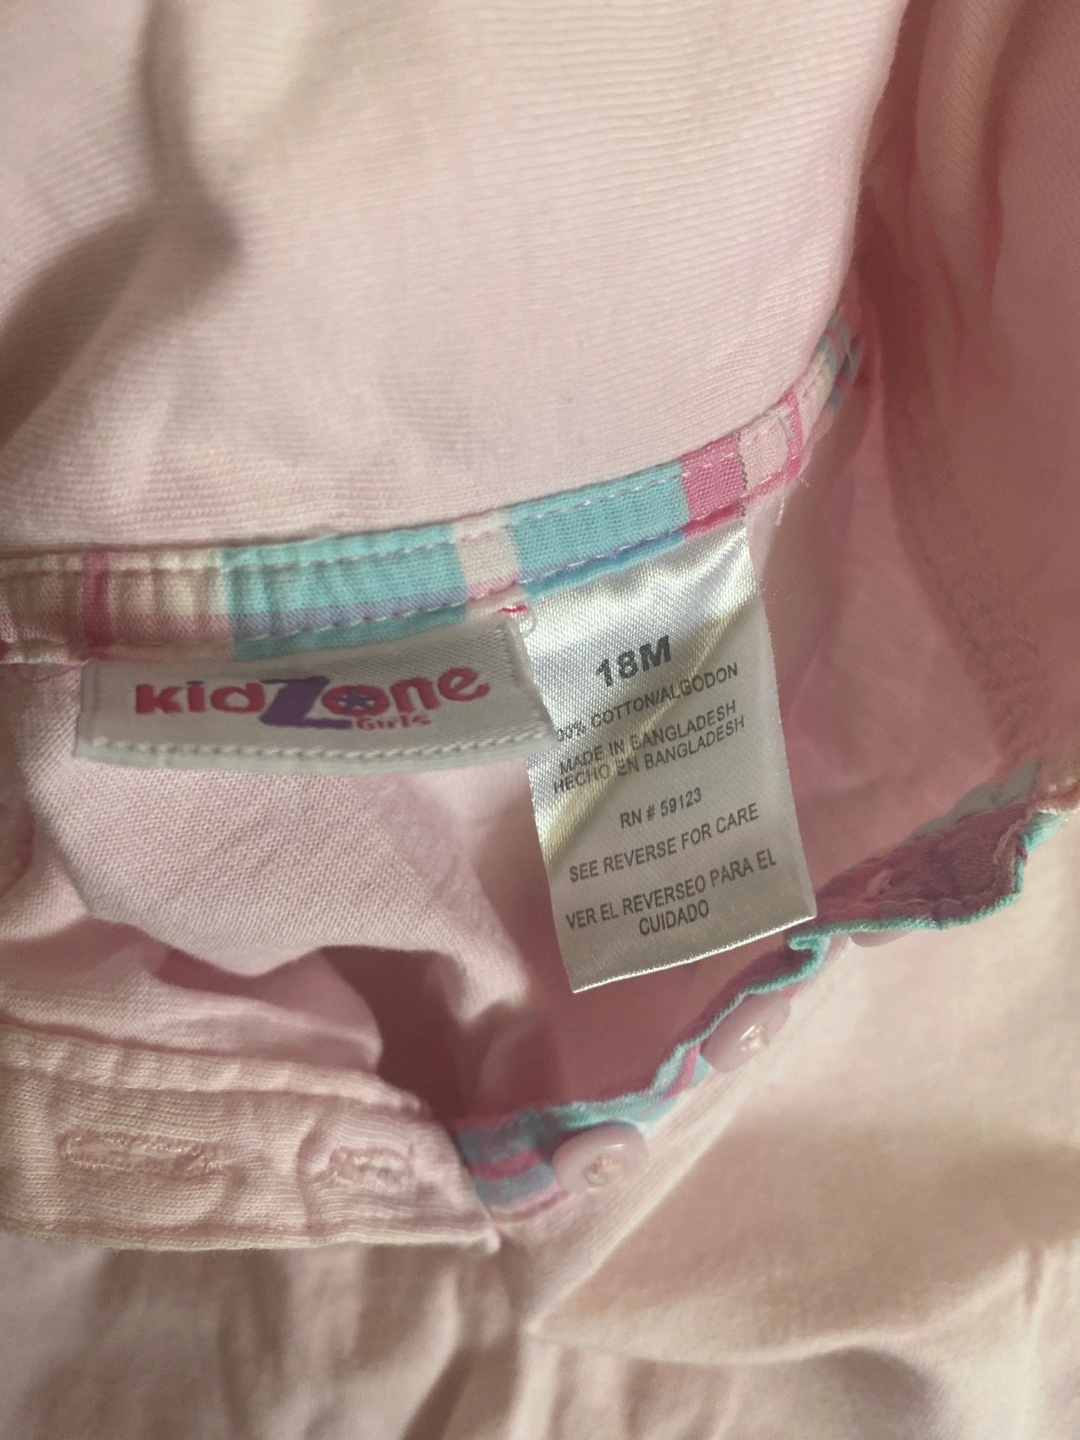 kidZone
Girls
18M
00% COTTON/ALGODON
MADE IN BANGLADESH
HECHO EN BANGLADESH
RN # 59123
SEE REVERSE FOR CARE
VER EL REVERSEO PARA EL
CUIDADO